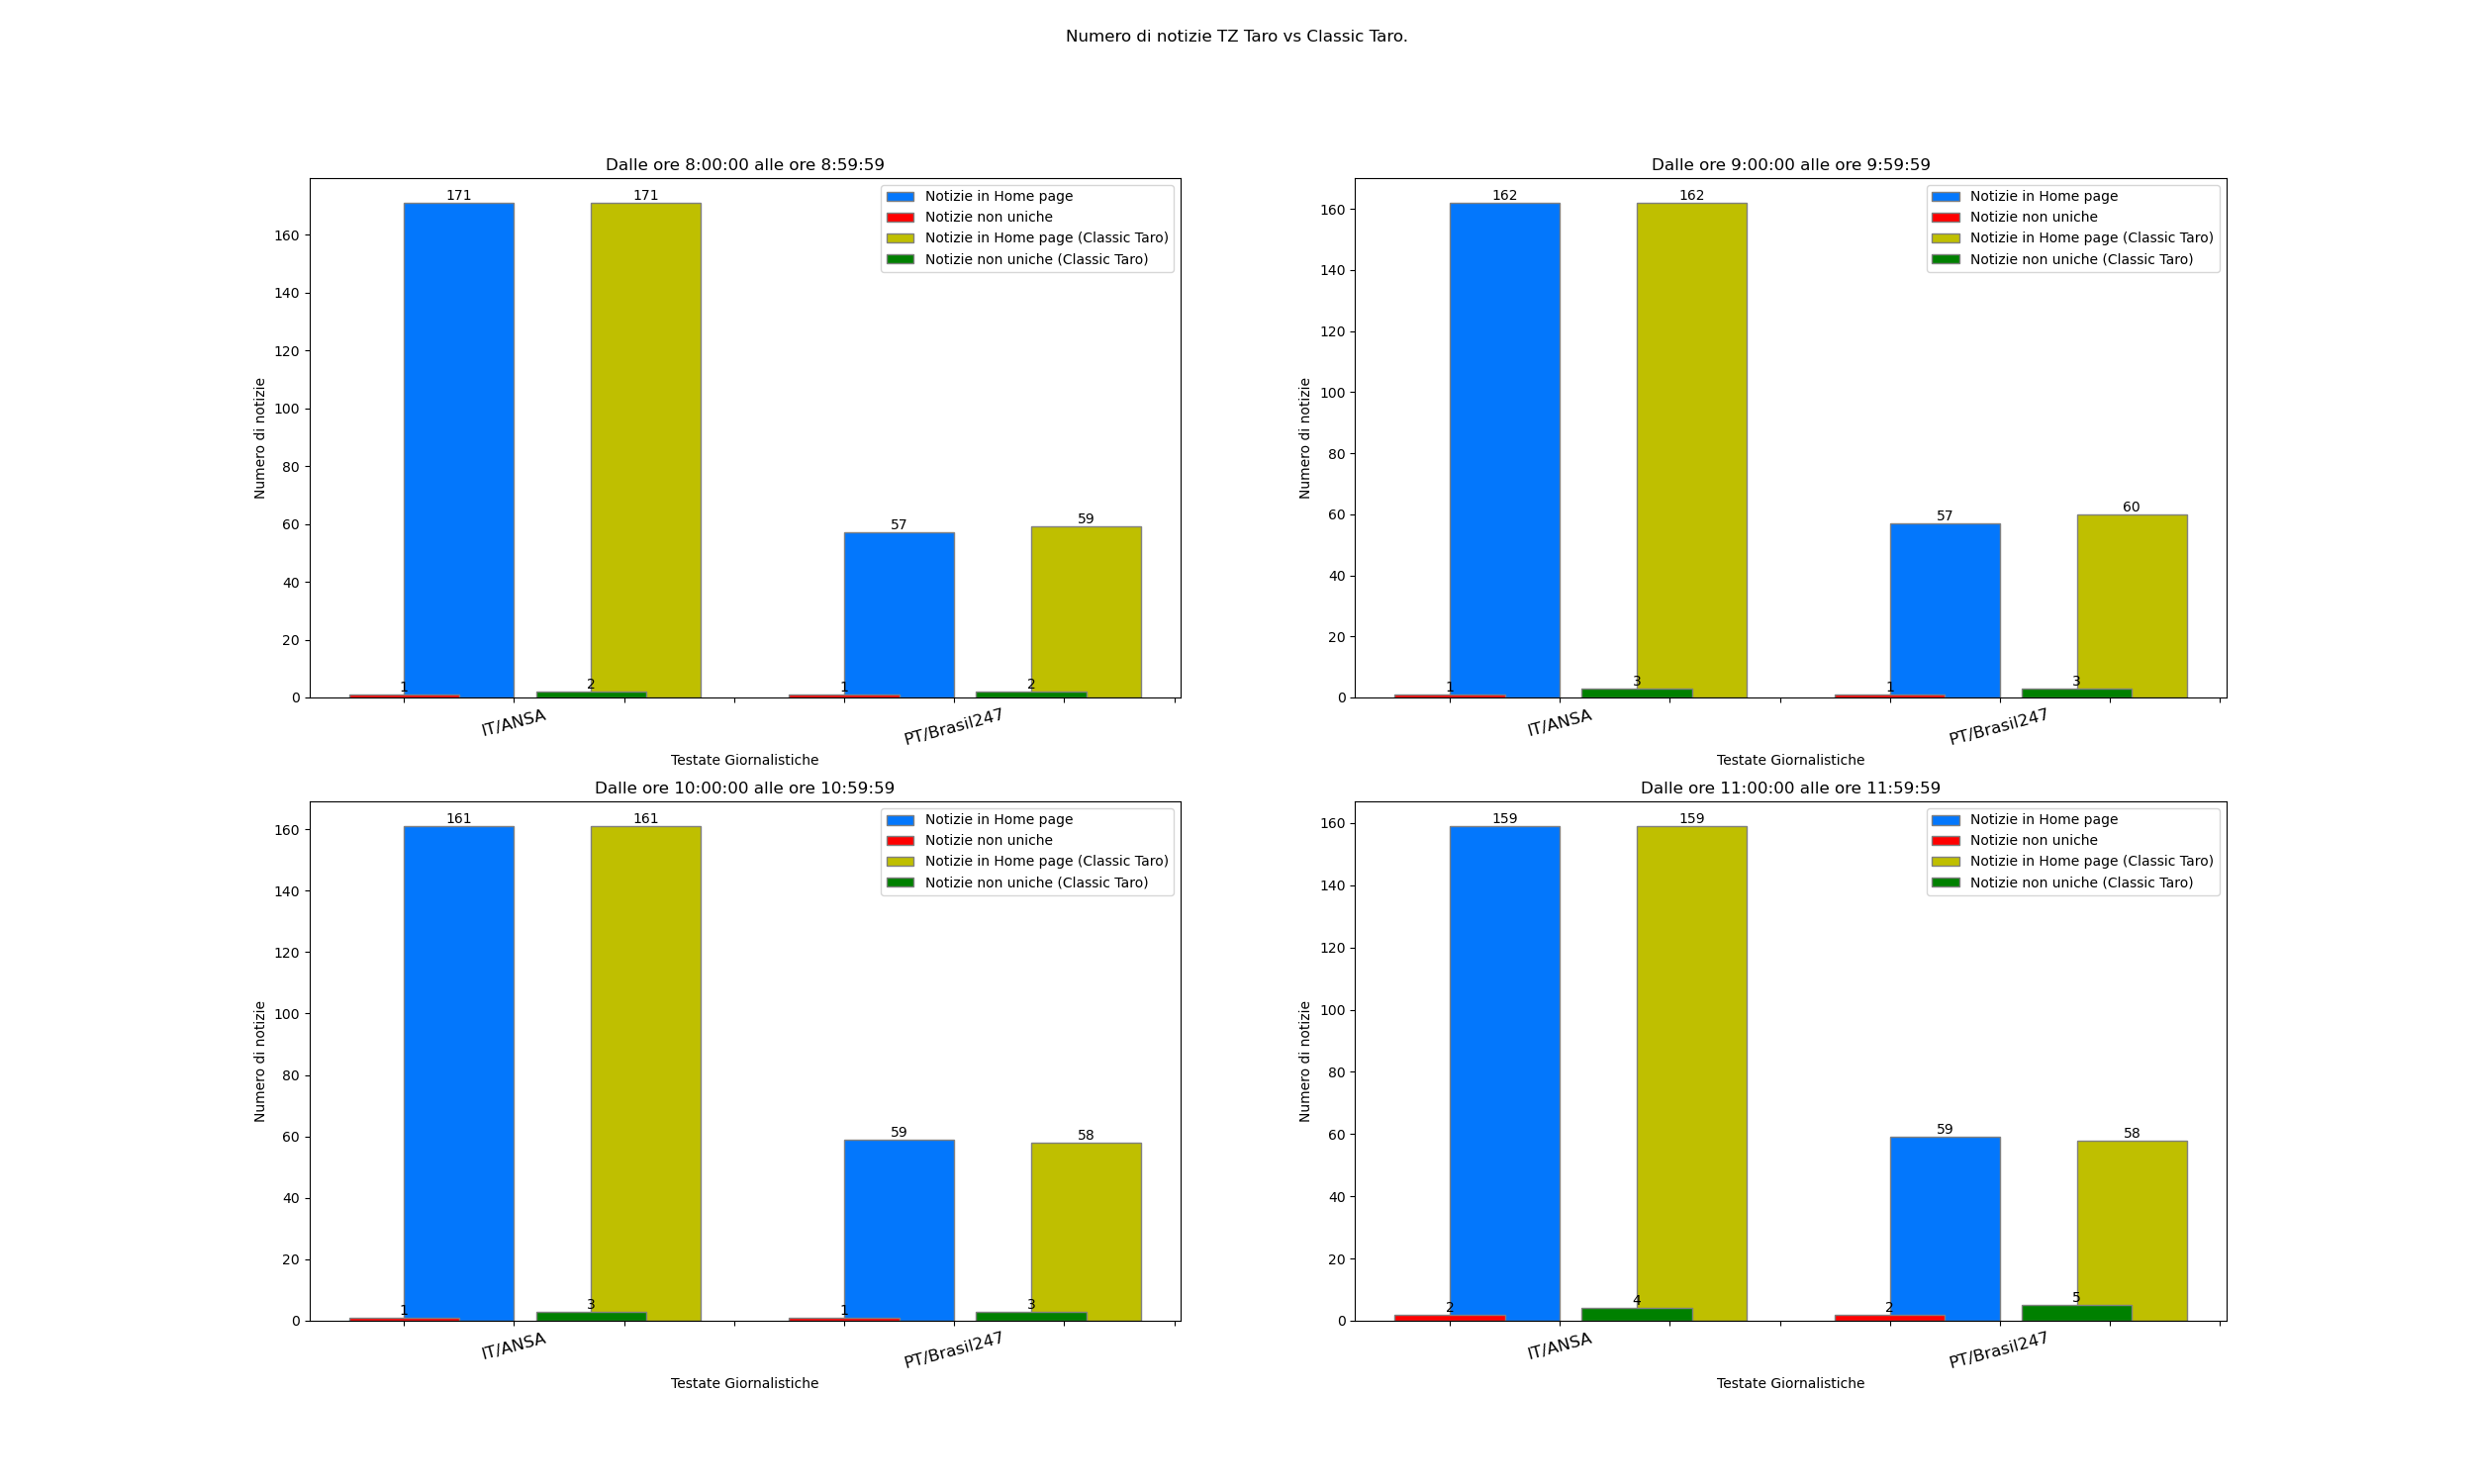 Numero di notizie TZ Taro vs Classic Taro.
Dalle ore 8:00:00 alle ore 8:59:59
Numero di notizie
160
140
120
100
80
60
40
20
0
171
171
57
59
1
2
1
2
Notizie in Home page
Notizie non uniche
Notizie in Home page (Classic Taro)
Notizie non uniche (Classic Taro)
IT/ANSA
PT/Brasil247
Testate Giornalistiche
Dalle ore 9:00:00 alle ore 9:59:59
Numero di notizie
160
140
120
100
80
60
40
20
0
162
162
57
60
1
3
1
3
Notizie in Home page
Notizie non uniche
Notizie in Home page (Classic Taro)
Notizie non uniche (Classic Taro)
IT/ANSA
PT/Brasil247
Testate Giornalistiche
Dalle ore 10:00:00 alle ore 10:59:59
Numero di notizie
160
140
120
100
80
60
40
20
0
161
161
59
58
1
3
1
3
Notizie in Home page
Notizie non uniche
Notizie in Home page (Classic Taro)
Notizie non uniche (Classic Taro)
IT/ANSA
PT/Brasil247
Testate Giornalistiche
Dalle ore 11:00:00 alle ore 11:59:59
Numero di notizie
160
140
120
100
80
60
40
20
0
159
159
59
58
2
4
2
5
Notizie in Home page
Notizie non uniche
Notizie in Home page (Classic Taro)
Notizie non uniche (Classic Taro)
IT/ANSA
PT/Brasil247
Testate Giornalistiche